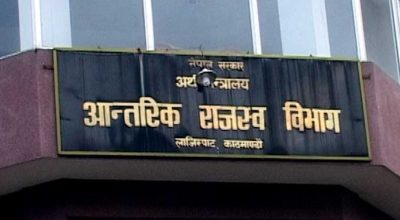 नेपाल सरकार
अर्थ मन्त्रालय
आन्तरिक राजस्व विभाग
लाजिम्पाट, काठमाण्डौ